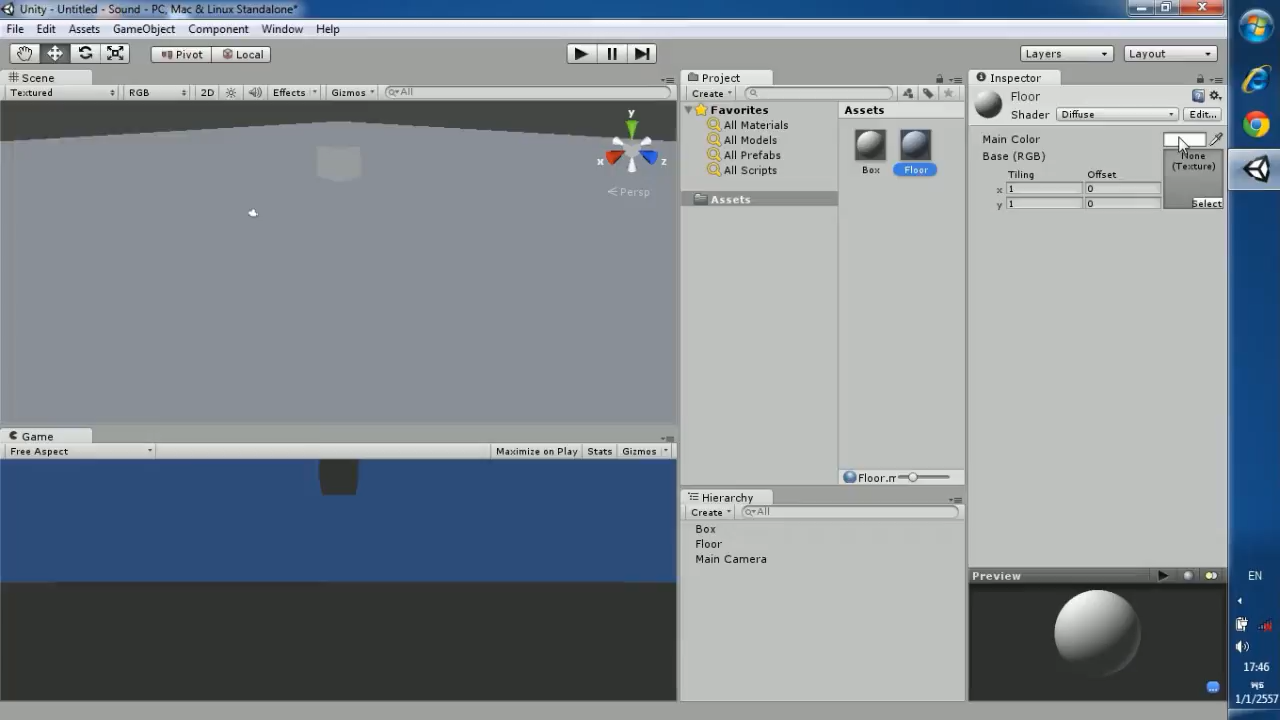 Unity - Untitled - Sound - PC, Mac & Linux Standalone*
File Edit Assets GameObject Component Window Help
Pivot Local Layers Layout
Scene
Textured RGB 2D Effects Gizmos All
y
x
z
Persp
Game
Free Aspect Maximize on Play Stats Gizmos
Project
Create
Favorites
All Materials
All Models
All Prefabs
All Scripts
Assets
Assets
Box Floor
Floor.m
Hierarchy
Create All
Box
Floor
Main Camera
Inspector
Floor
Shader Diffuse Edit...
Main Color
Base (RGB)
None
(Texture)
Tiling Offset
x 1 0
y 1 0
Select
Preview
EN
17:46
พุธ
1/1/2557